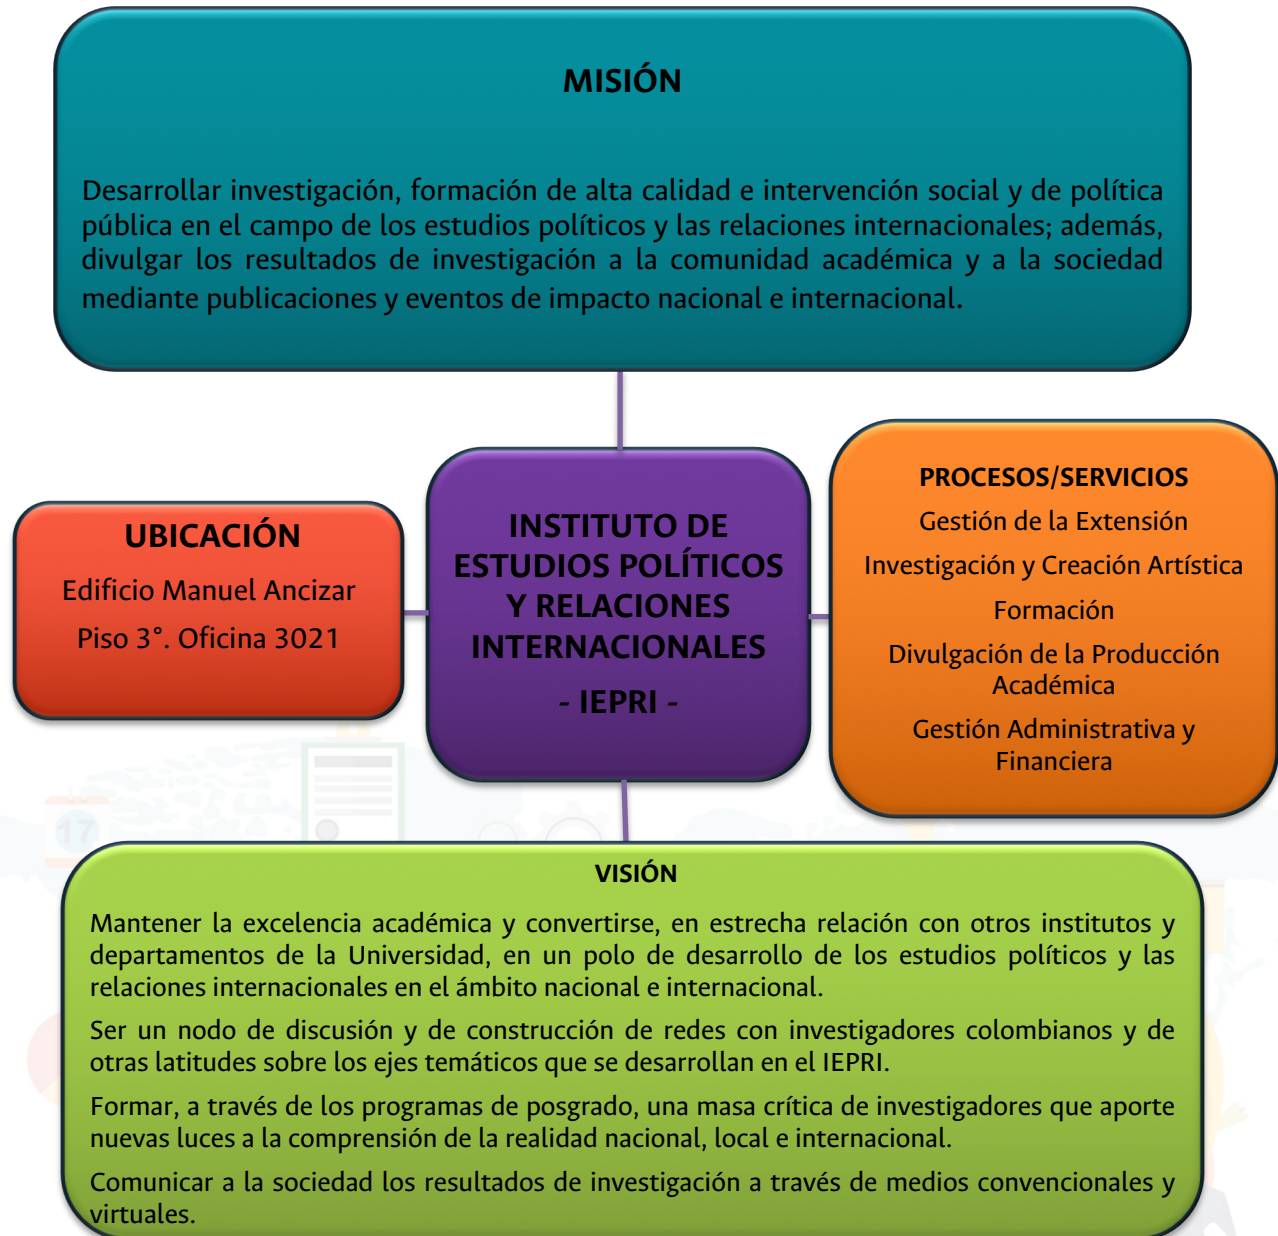 MISIÓN
Desarrollar investigación, formación de alta calidad e intervención social y de política
pública en el campo de los estudios políticos y las relaciones internacionales; además,
divulgar los resultados de investigación a la comunidad académica y a la sociedad
mediante publicaciones y eventos de impacto nacional e internacional.
UBICACIÓN
Edificio Manuel Ancizar
Piso 3°. Oficina 3021
INSTITUTO DE
ESTUDIOS POLÍTICOS
Y RELACIONES
INTERNACIONALES
- IEPRI -
PROCESOS/SERVICIOS
Gestión de la Extensión
Investigación y Creación Artística
Formación
Divulgación de la Producción
Académica
Gestión Administrativa y
Financiera
17
VISIÓN
Mantener la excelencia académica y convertirse, en estrecha relación con otros institutos y
departamentos de la Universidad, en un polo de desarrollo de los estudios políticos y las
relaciones internacionales en el ámbito nacional e internacional.
Ser un nodo de discusión y de construcción de redes con investigadores colombianos y de
otras latitudes sobre los ejes temáticos que se desarrollan en el IEPRI.
Formar, a través de los programas de posgrado, una masa crítica de investigadores que aporte
nuevas luces a la comprensión de la realidad nacional, local e internacional.
Comunicar a la sociedad los resultados de investigación a través de medios convencionales y
virtuales.